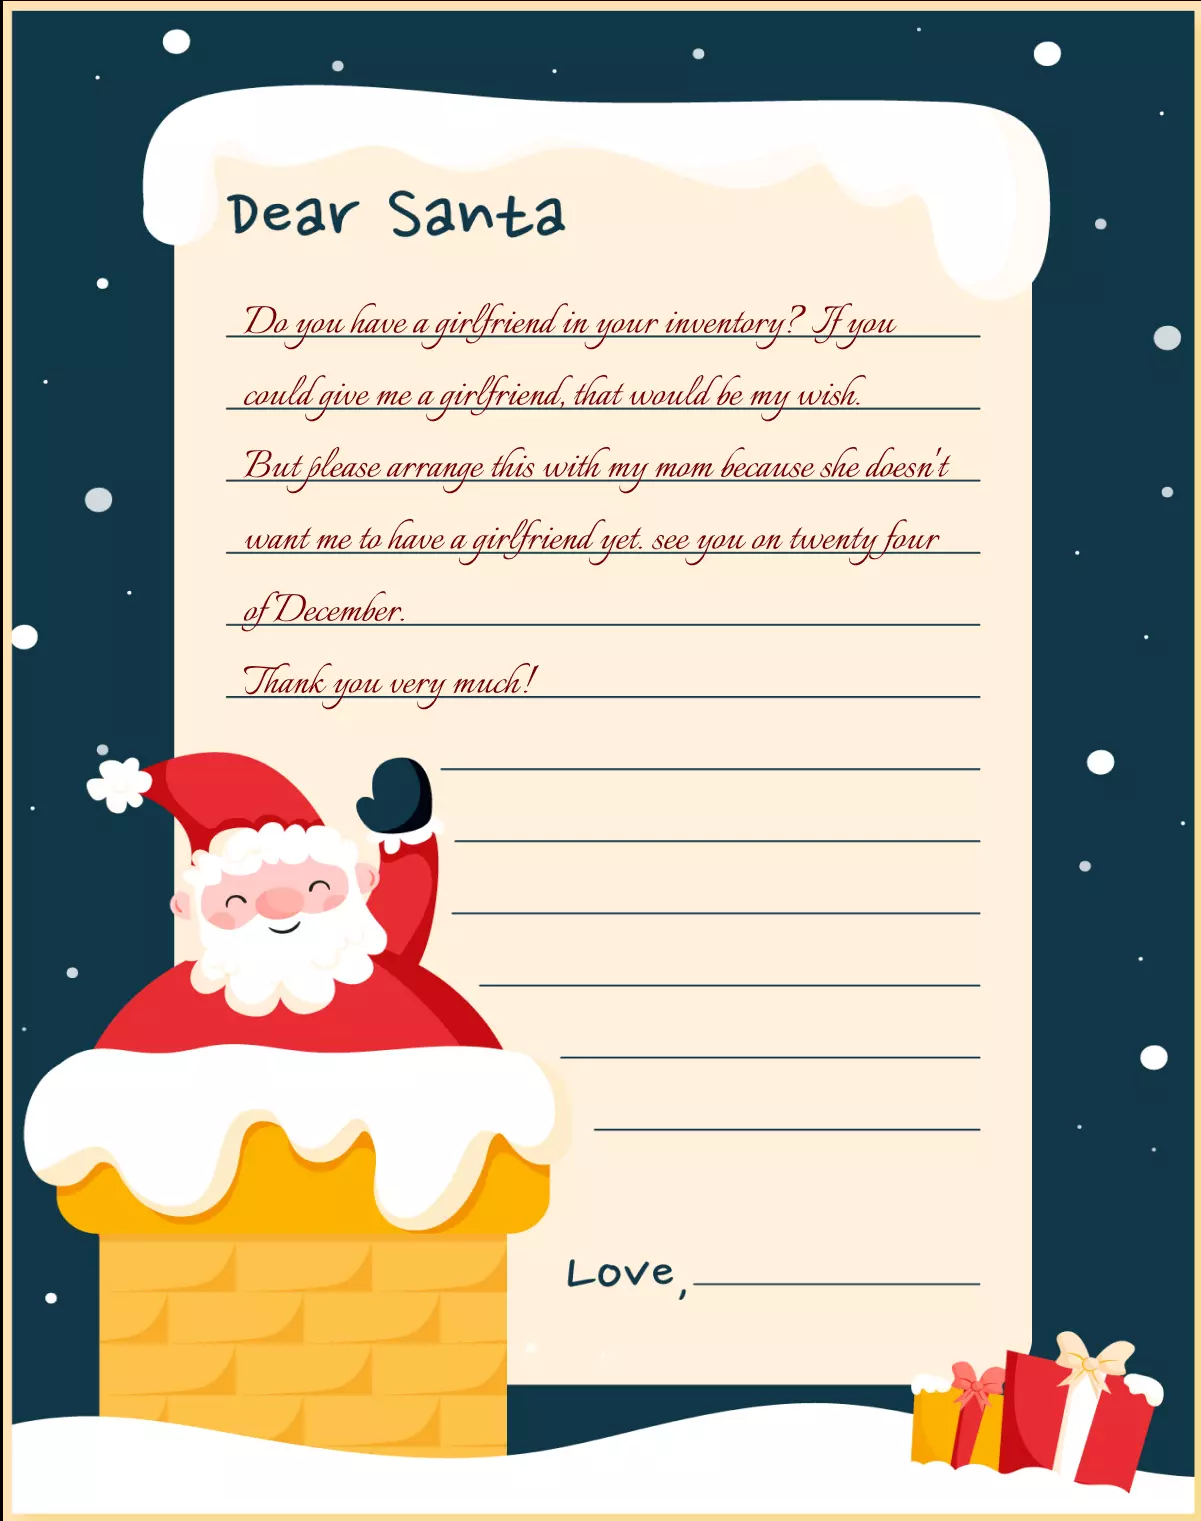 Dear Santa
Do you have a girlfriend in your inventory? If you
could give me a girlfriend, that would be my wish.
But please arrange this with my mom because she doesn't
want me to have a girlfriend yet. see you on twenty four
of December.
Thank you very much!
Love,